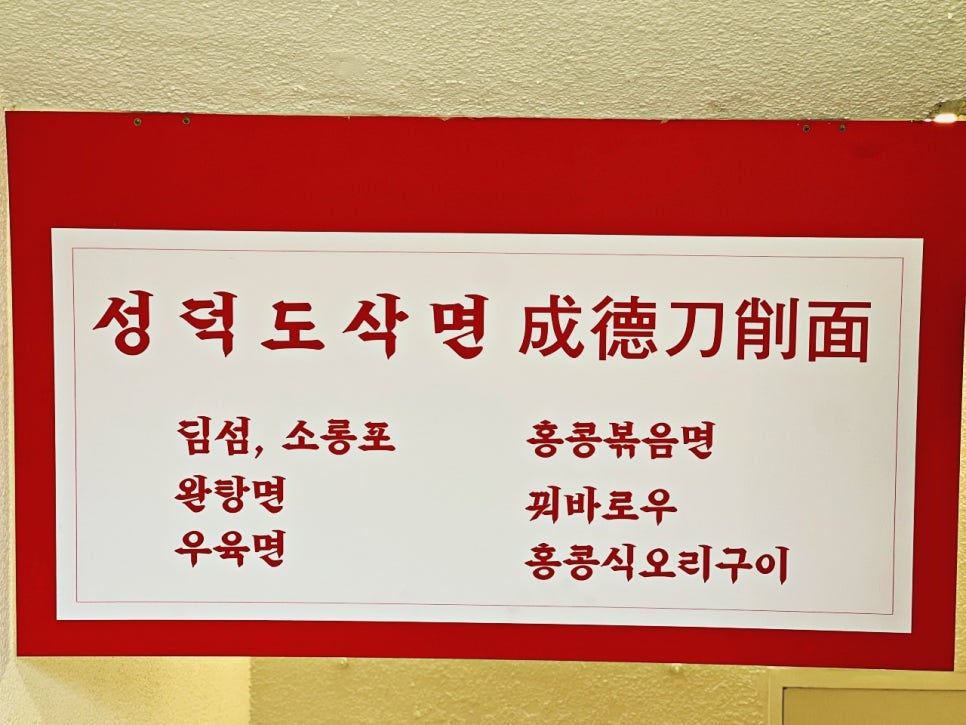 성덕도삭면 成德刀削面
딤섬, 소롱포
완탕면
우육면
홍콩볶음면
꿔바로우
홍콩식오리구이